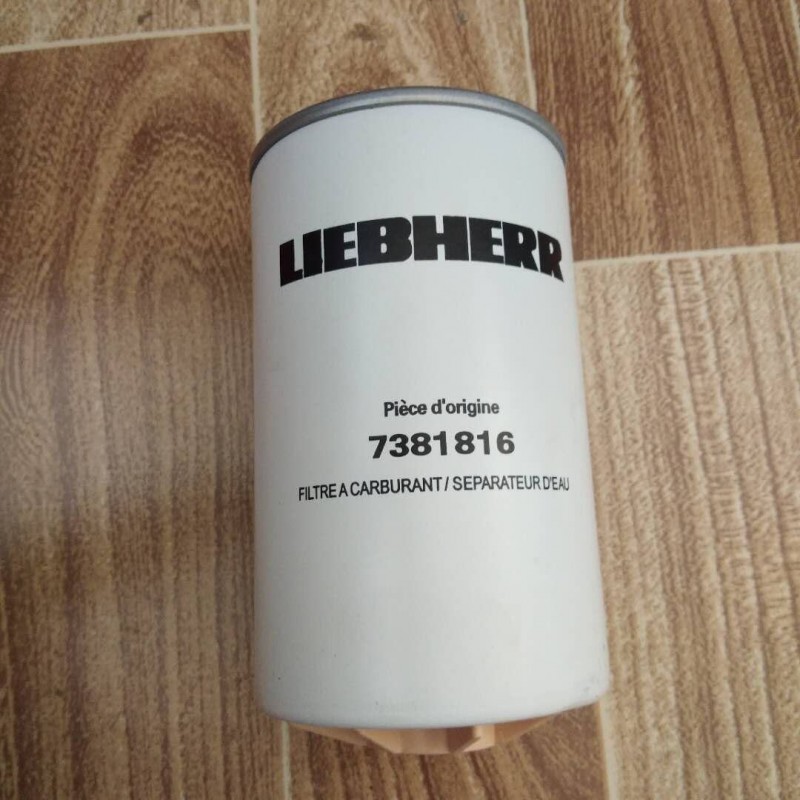 LIEBHERR
Pièce d'origine
7381816
FILTRE A CARBURANT / SEPARATEUR D'EAU